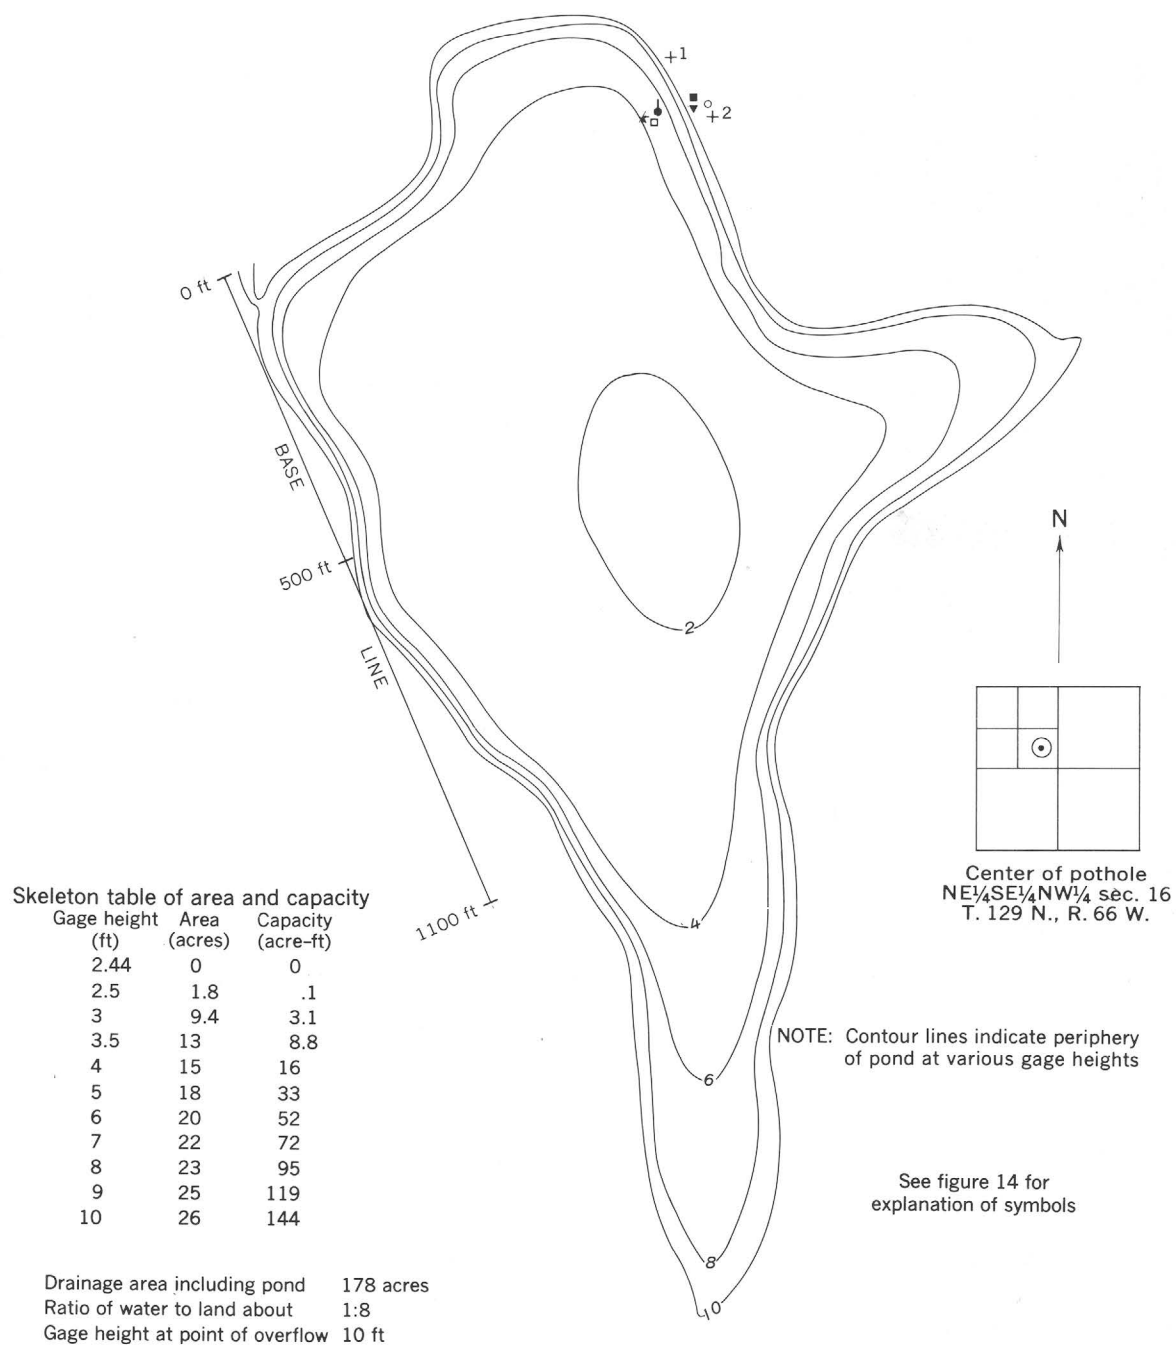 +1
+2
0 ft
BASE
500 ft
LINE
2
N
1100 ft
4
6
8
10
Center of pothole
NE¼SE¼NW¼ sec. 16
T. 129 N., R. 66 W.
Skeleton table of area and capacity
Gage height Area Capacity
(ft) (acres) (acre-ft)
2.44 0 0
2.5 1.8 .1
3 9.4 3.1
3.5 13 8.8
4 15 16
5 18 33
6 20 52
7 22 72
8 23 95
9 25 119
10 26 144
NOTE: Contour lines indicate periphery
of pond at various gage heights
See figure 14 for
explanation of symbols
Drainage area including pond 178 acres
Ratio of water to land about 1:8
Gage height at point of overflow 10 ft